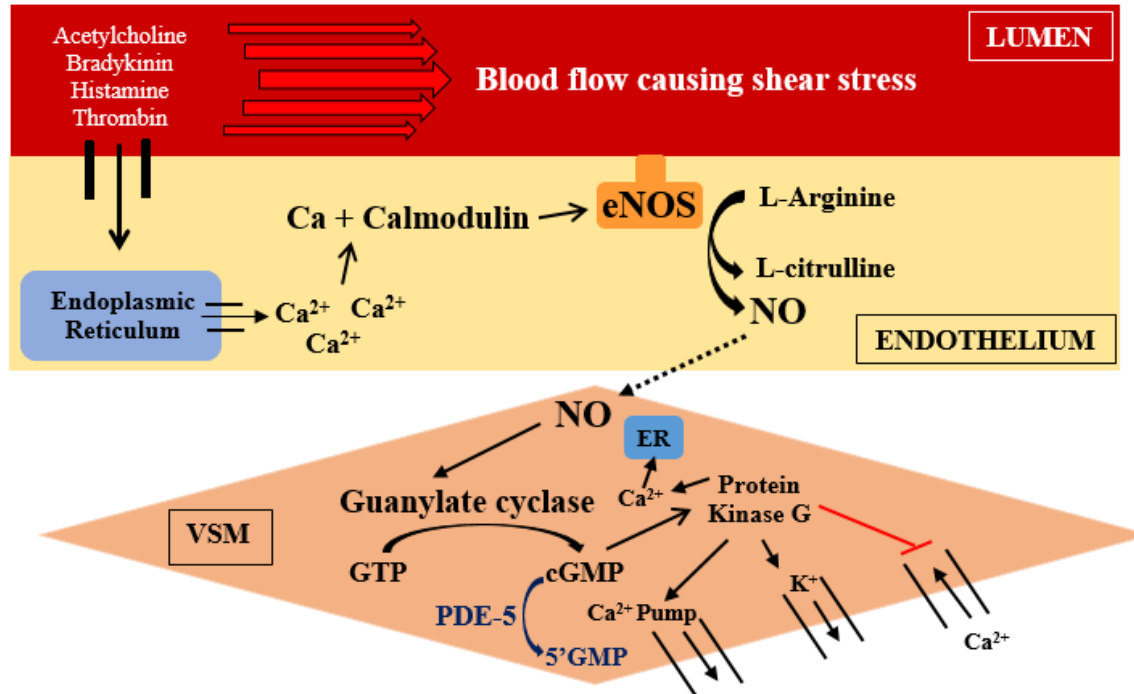 Acetylcholine
Bradykinin
Histamine
Thrombin
LUMEN
Blood flow causing shear stress
Ca + Calmodulin
eNOS
L-Arginine
L-citrulline
NO
Endoplasmic
Reticulum
Ca²⁺
Ca²⁺
Ca²⁺
ENDOTHELIUM
NO
ER
Guanylate cyclase
Ca²⁺
Protein
Kinase G
VSM
GTP
cGMP
K⁺
PDE-5
Ca²⁺ Pump
Ca²⁺
5'GMP